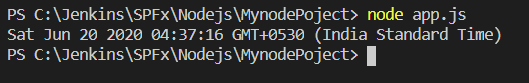 PS C:\Jenkins\SPFx\Nodejs\MynodePoject> node app.js
Sat Jun 20 2020 04:37:16 GMT+0530 (India Standard Time)
PS C:\Jenkins\SPFx\Nodejs\MynodePoject>